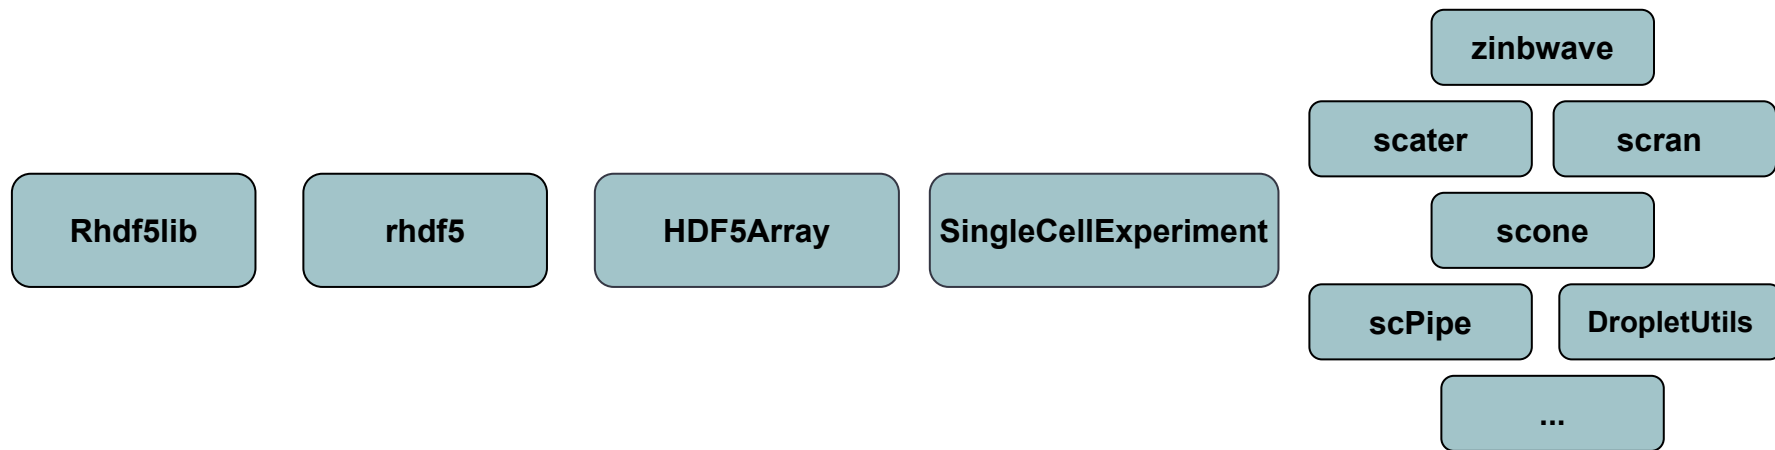 Rhdf5lib
rhdf5
HDF5Array
SingleCellExperiment
zinbwave
scater
scran
scone
scPipe
DropletUtils
...